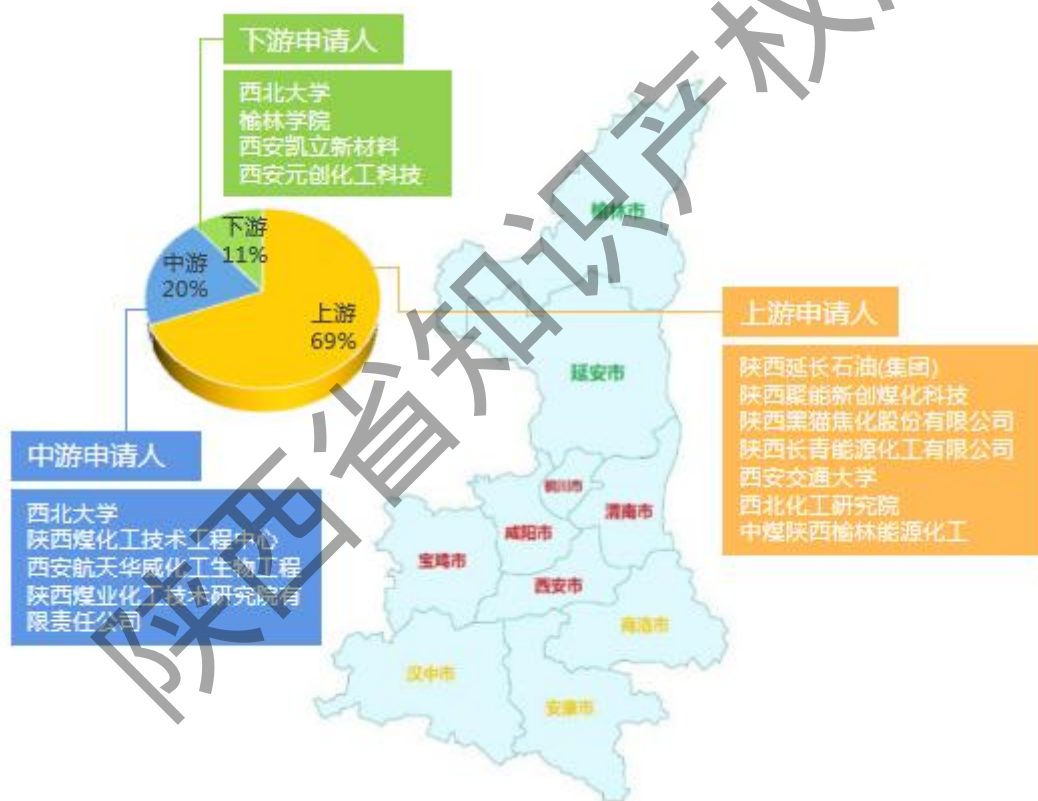 下游申请人
西北大学
榆林学院
西安凯立新材料
西安元创化工科技
下游
11%
中游
20%
上游
69%
上游申请人
陕西延长石油(集团)
陕西聚能新创煤化科技
陕西黑猫焦化股份有限公司
陕西长青能源化工有限公司
西安交通大学
西北化工研究院
中煤陕西榆林能源化工
中游申请人
西北大学
陕西煤化工技术工程中心
西安航天华威化工生物工程
陕西煤业化工技术研究院有
限责任公司
榆林市
延安市
铜川市
渭南市
咸阳市
宝鸡市
西安市
商洛市
汉中市
安康市
陕西省知识产权